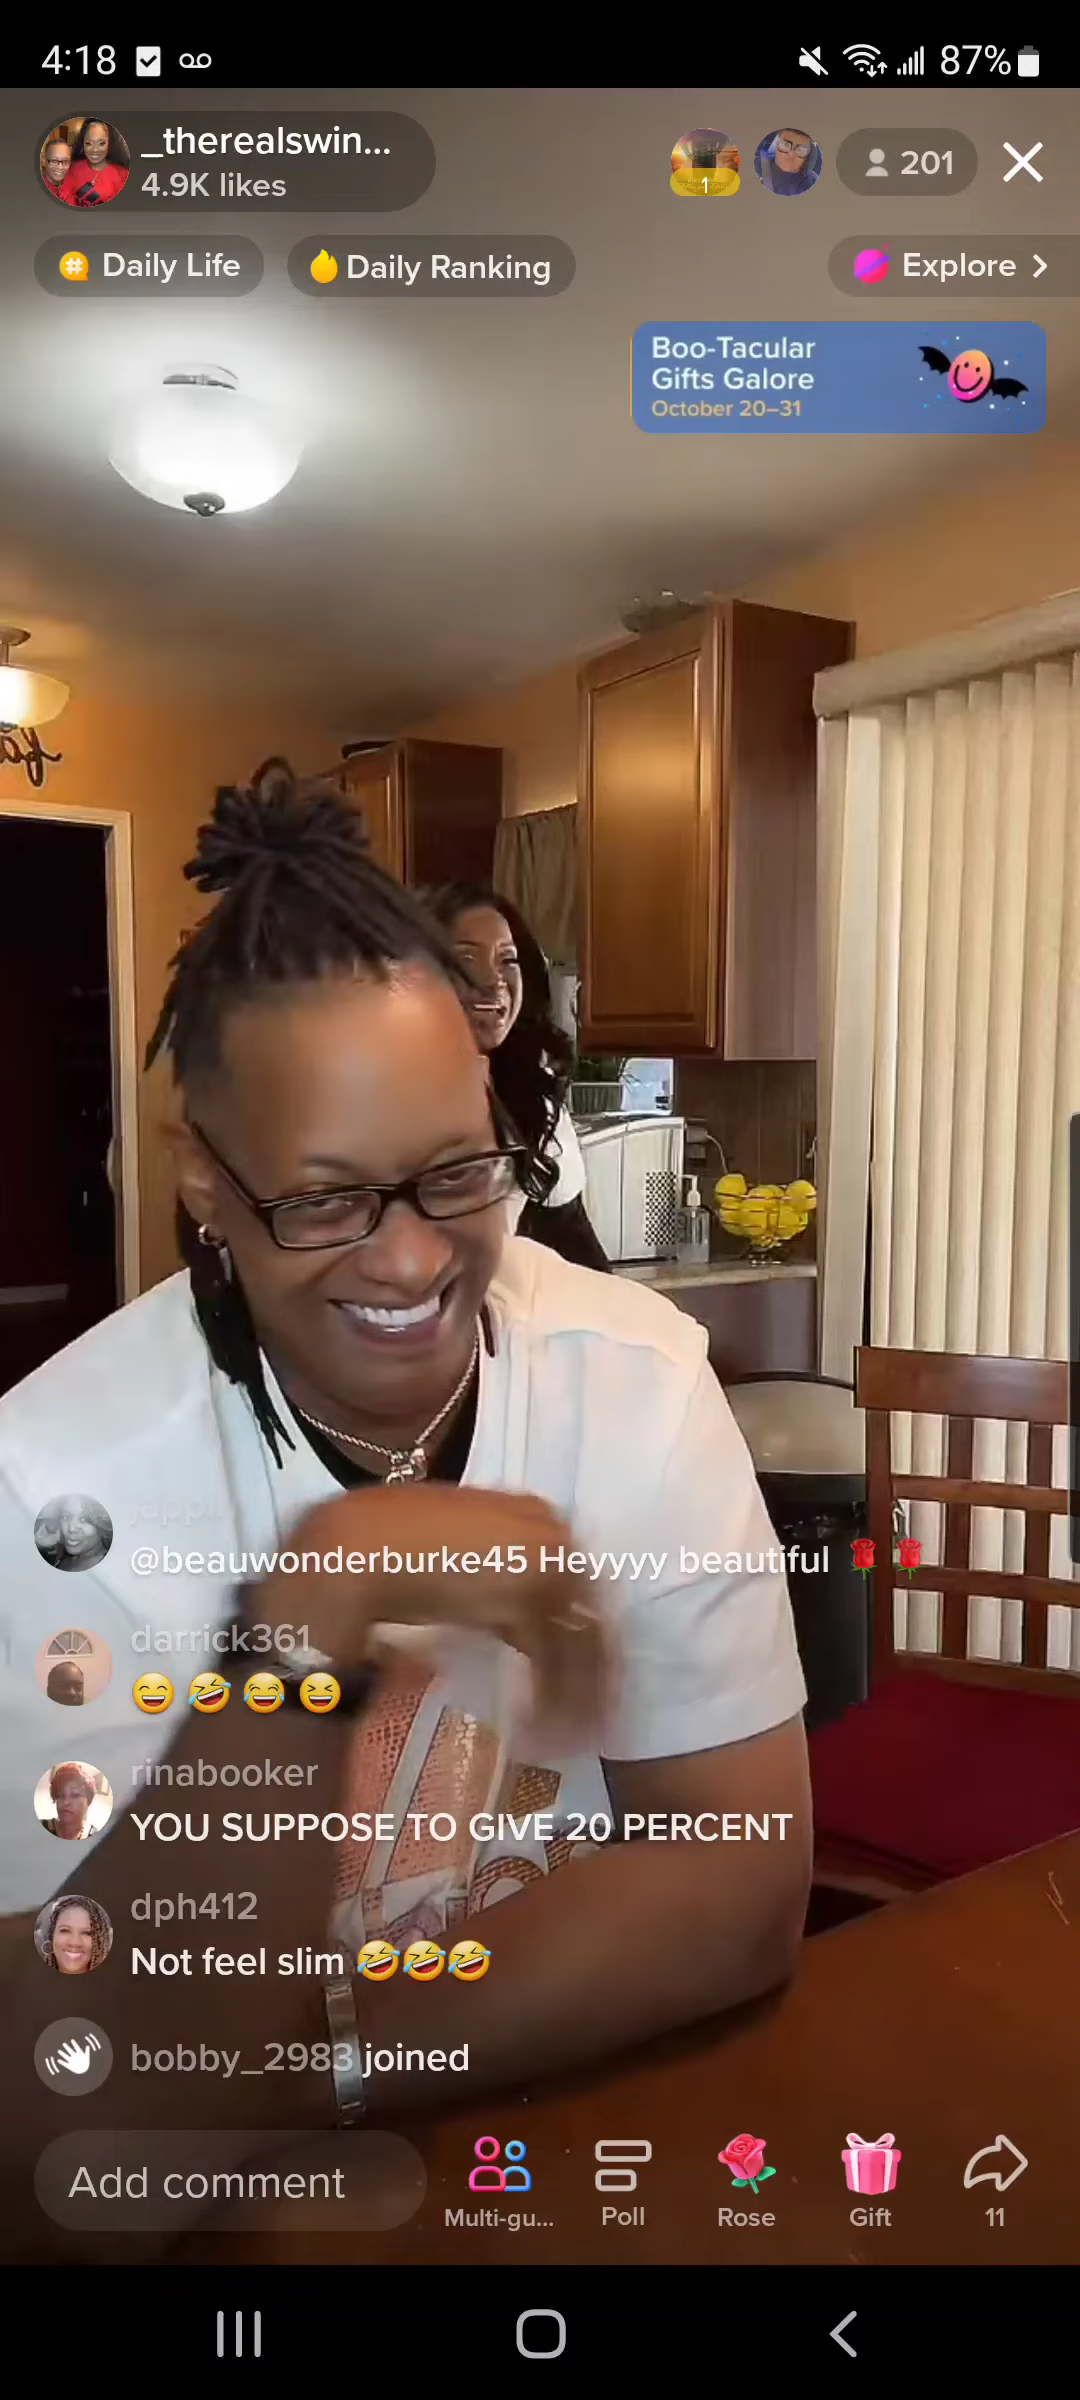 4:18
87%
_therealswin...
4.9K likes
1
201
Daily Life
Daily Ranking
Explore
Boo-Tacular
Gifts Galore
October 20–31
@beauwonderburke45 Heyyyy beautiful 🌹🌹
darrick361
😄🤣😂😆
rinabooker
YOU SUPPOSE TO GIVE 20 PERCENT
dph412
Not feel slim 🤣🤣🤣
bobby_2983 joined
Add comment
Multi-gu...
Poll
Rose
Gift
11